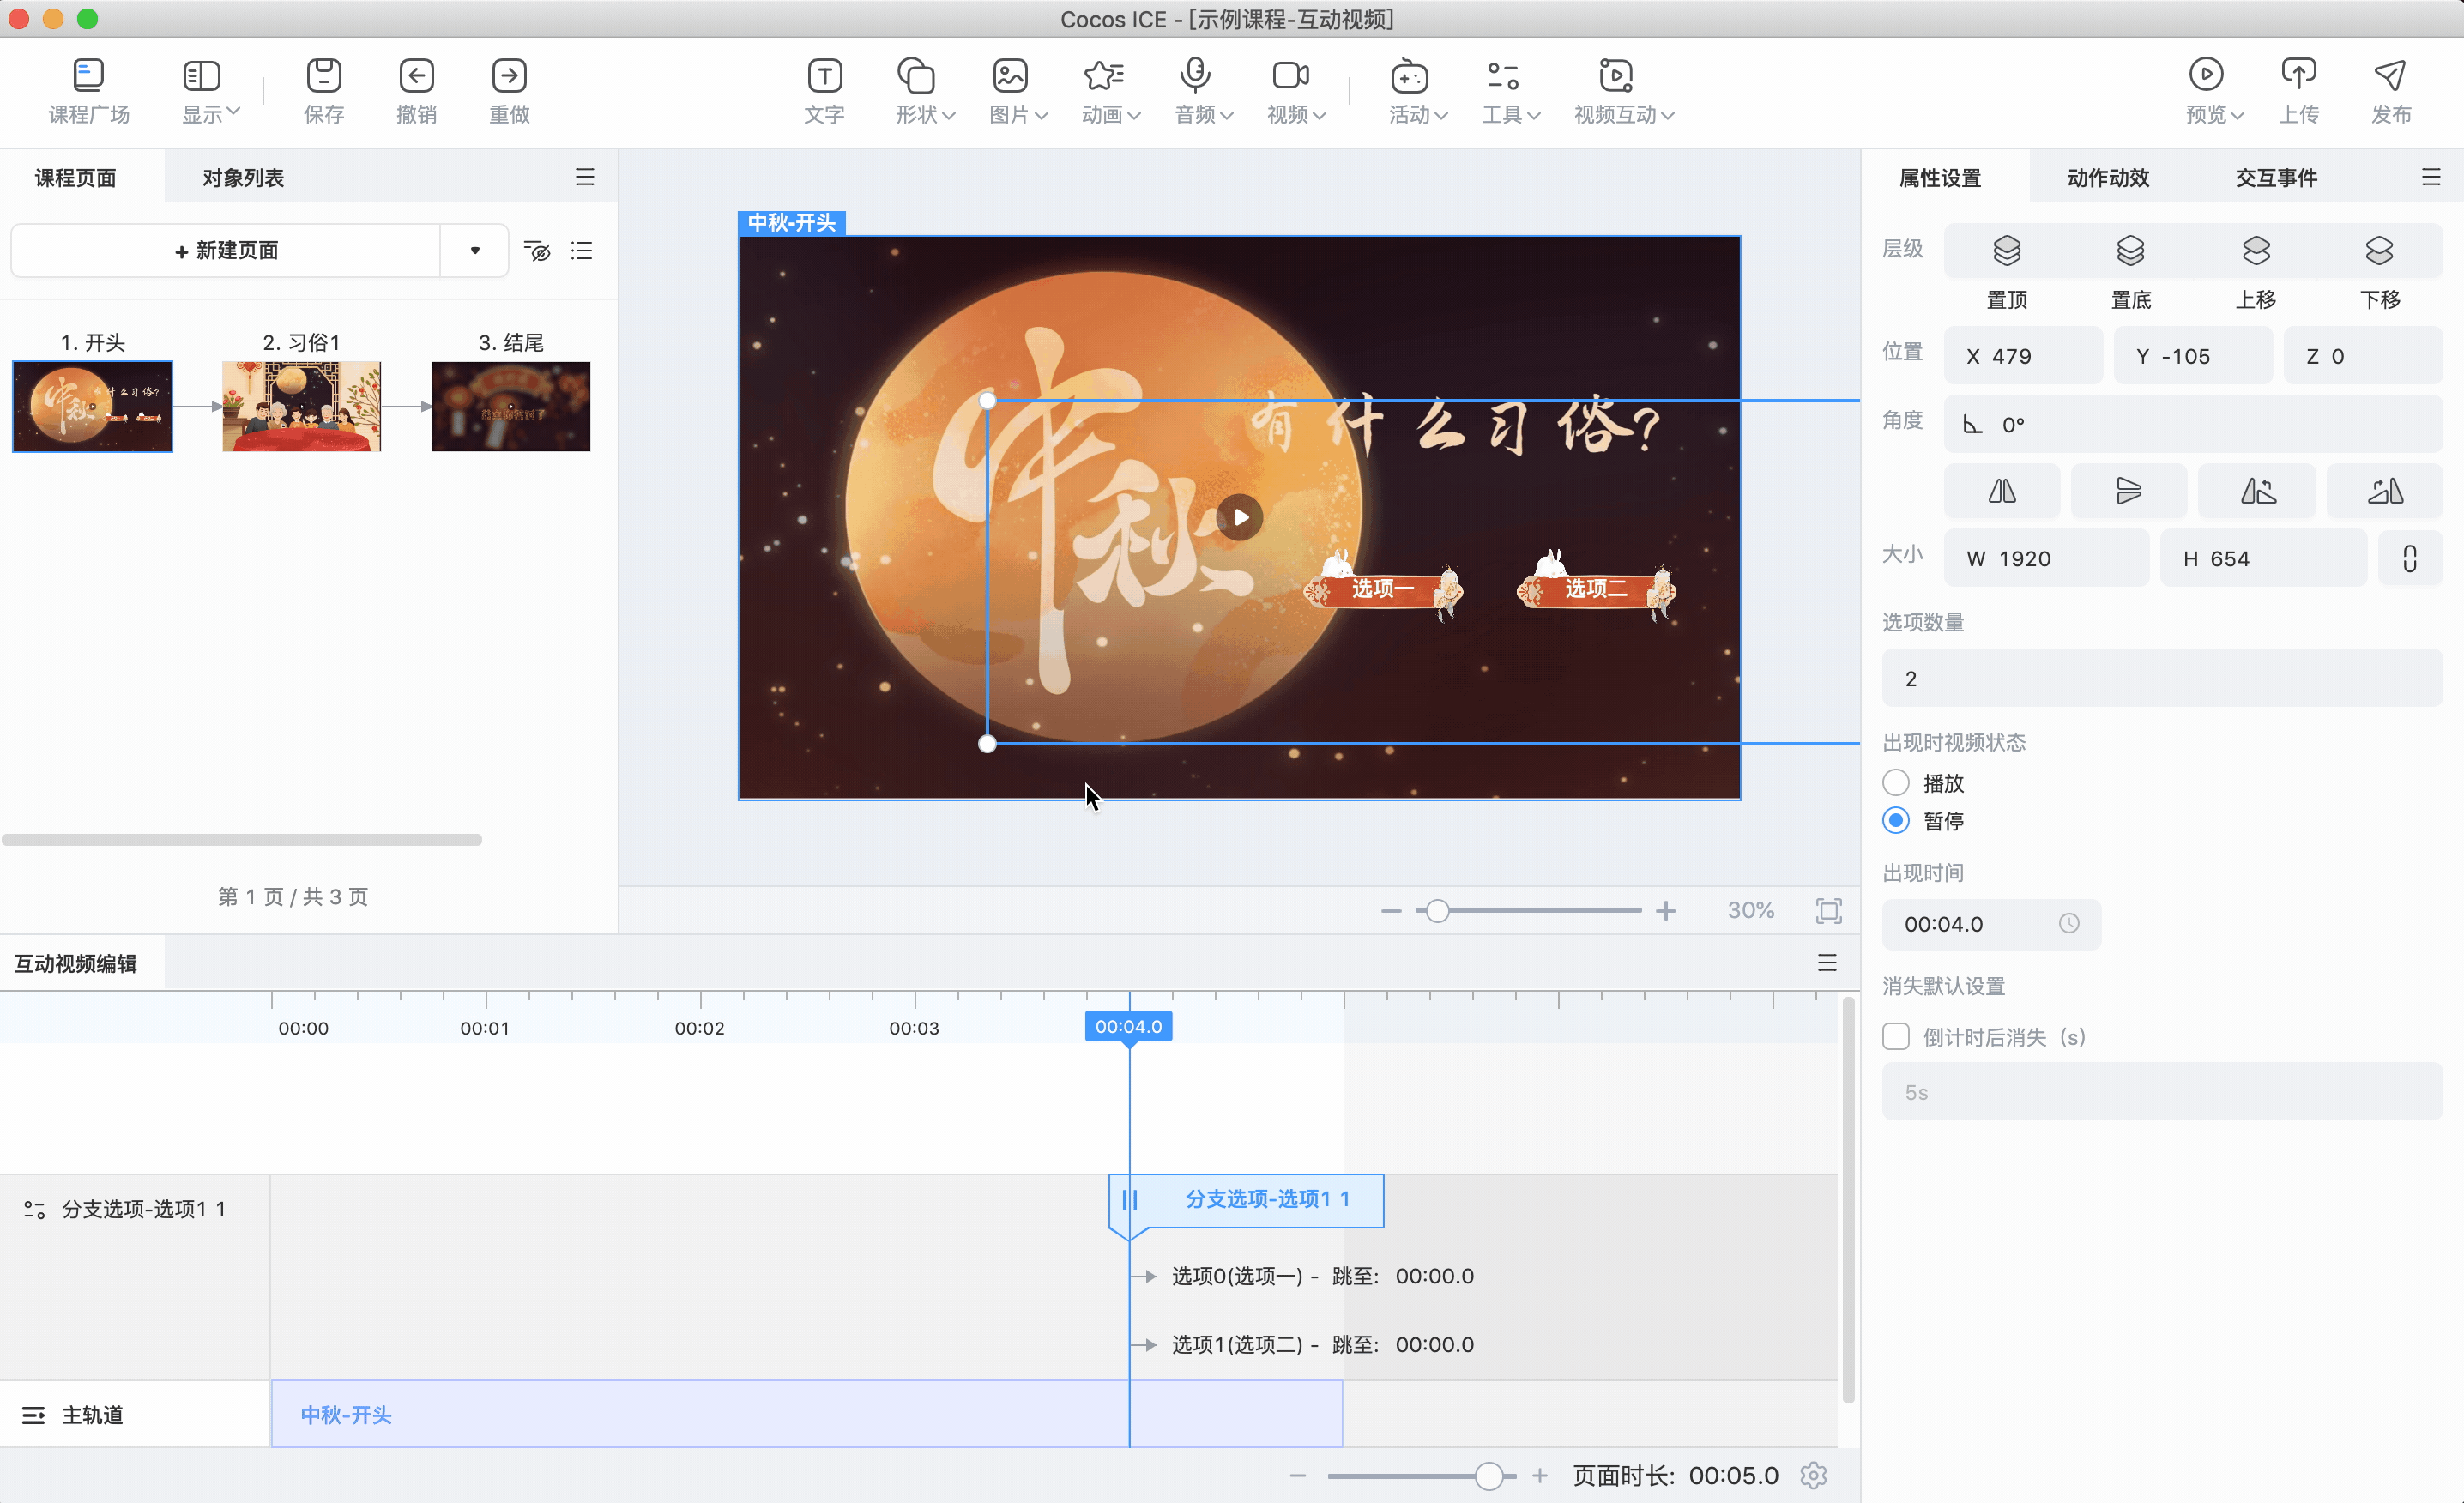 Cocos ICE - [示例课程-互动视频]
课程广场
显示
保存
撤销
重做
文字
形状
图片
动画
音频
视频
活动
工具
视频互动
预览
上传
发布
课程页面
对象列表
+ 新建页面
1. 开头
2. 习俗1
3. 结尾
第 1 页 / 共 3 页
中秋-开头
中秋
有什么习俗?
选项一
选项二
30%
属性设置
动作动效
交互事件
层级
置顶
置底
上移
下移
位置
X 479
Y -105
Z 0
角度
0°
大小
W 1920
H 654
选项数量
2
出现时视频状态
播放
暂停
出现时间
00:04.0
消失默认设置
倒计时后消失 (s)
5s
互动视频编辑
00:00
00:01
00:02
00:03
00:04.0
分支选项-选项1 1
分支选项-选项1 1
选项0(选项一) - 跳至: 00:00.0
选项1(选项二) - 跳至: 00:00.0
主轨道
中秋-开头
页面时长: 00:05.0